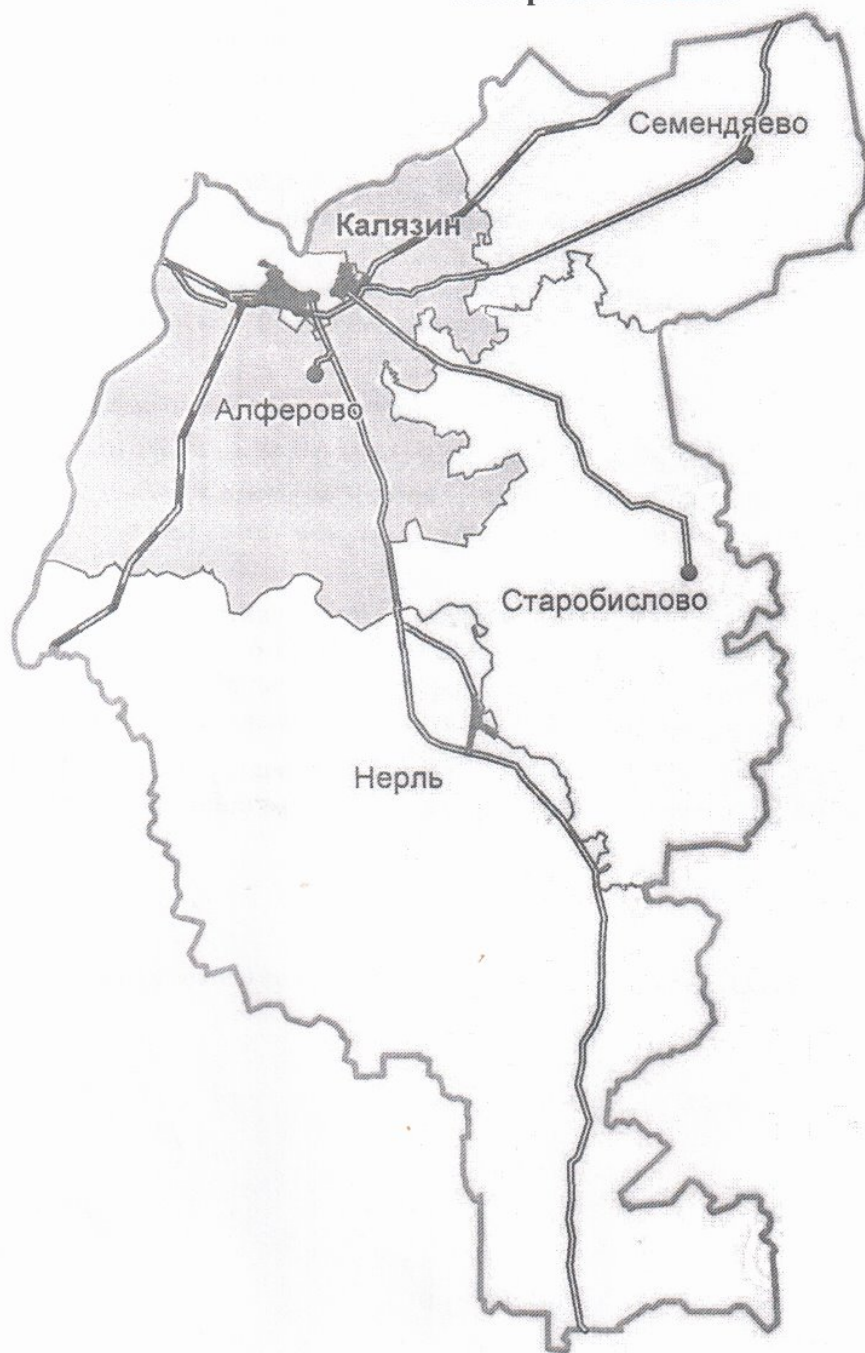 Семендяево
Калязин
Алферово
Старобислово
Нерль